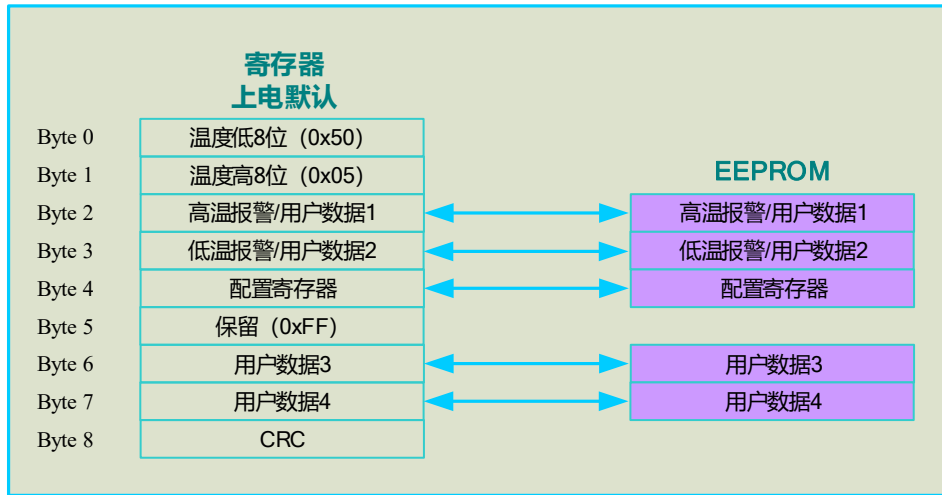 寄存器
上电默认
Byte 0 温度低8位（0x50）
Byte 1 温度高8位（0x05） EEPROM
Byte 2 高温报警/用户数据1 高温报警/用户数据1
Byte 3 低温报警/用户数据2 低温报警/用户数据2
Byte 4 配置寄存器 配置寄存器
Byte 5 保留（0xFF）
Byte 6 用户数据3 用户数据3
Byte 7 用户数据4 用户数据4
Byte 8 CRC